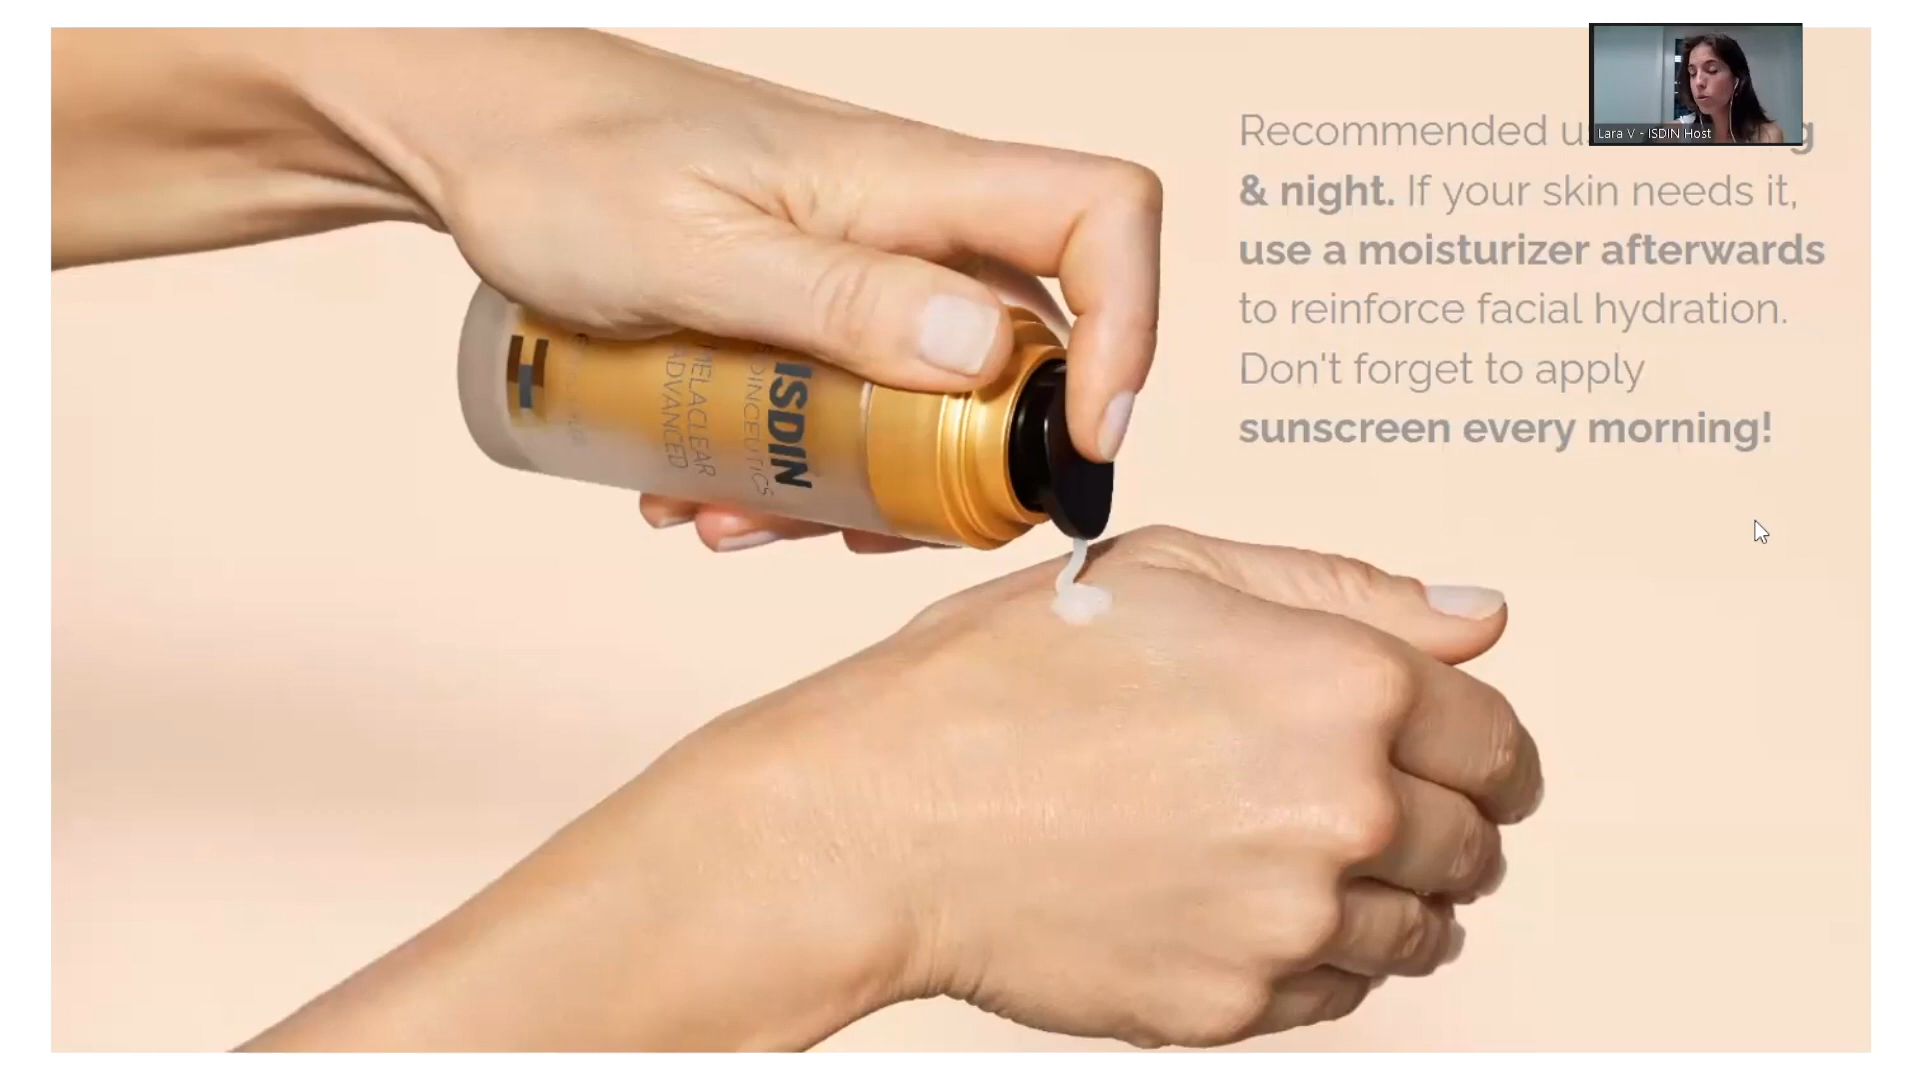 Lara V - ISDIN Host
Recommended g
& night. If your skin needs it,
use a moisturizer afterwards
to reinforce facial hydration.
Don't forget to apply
sunscreen every morning!
ISDIN
ISDINCEUTICS
MELACLEAR
ADVANCED